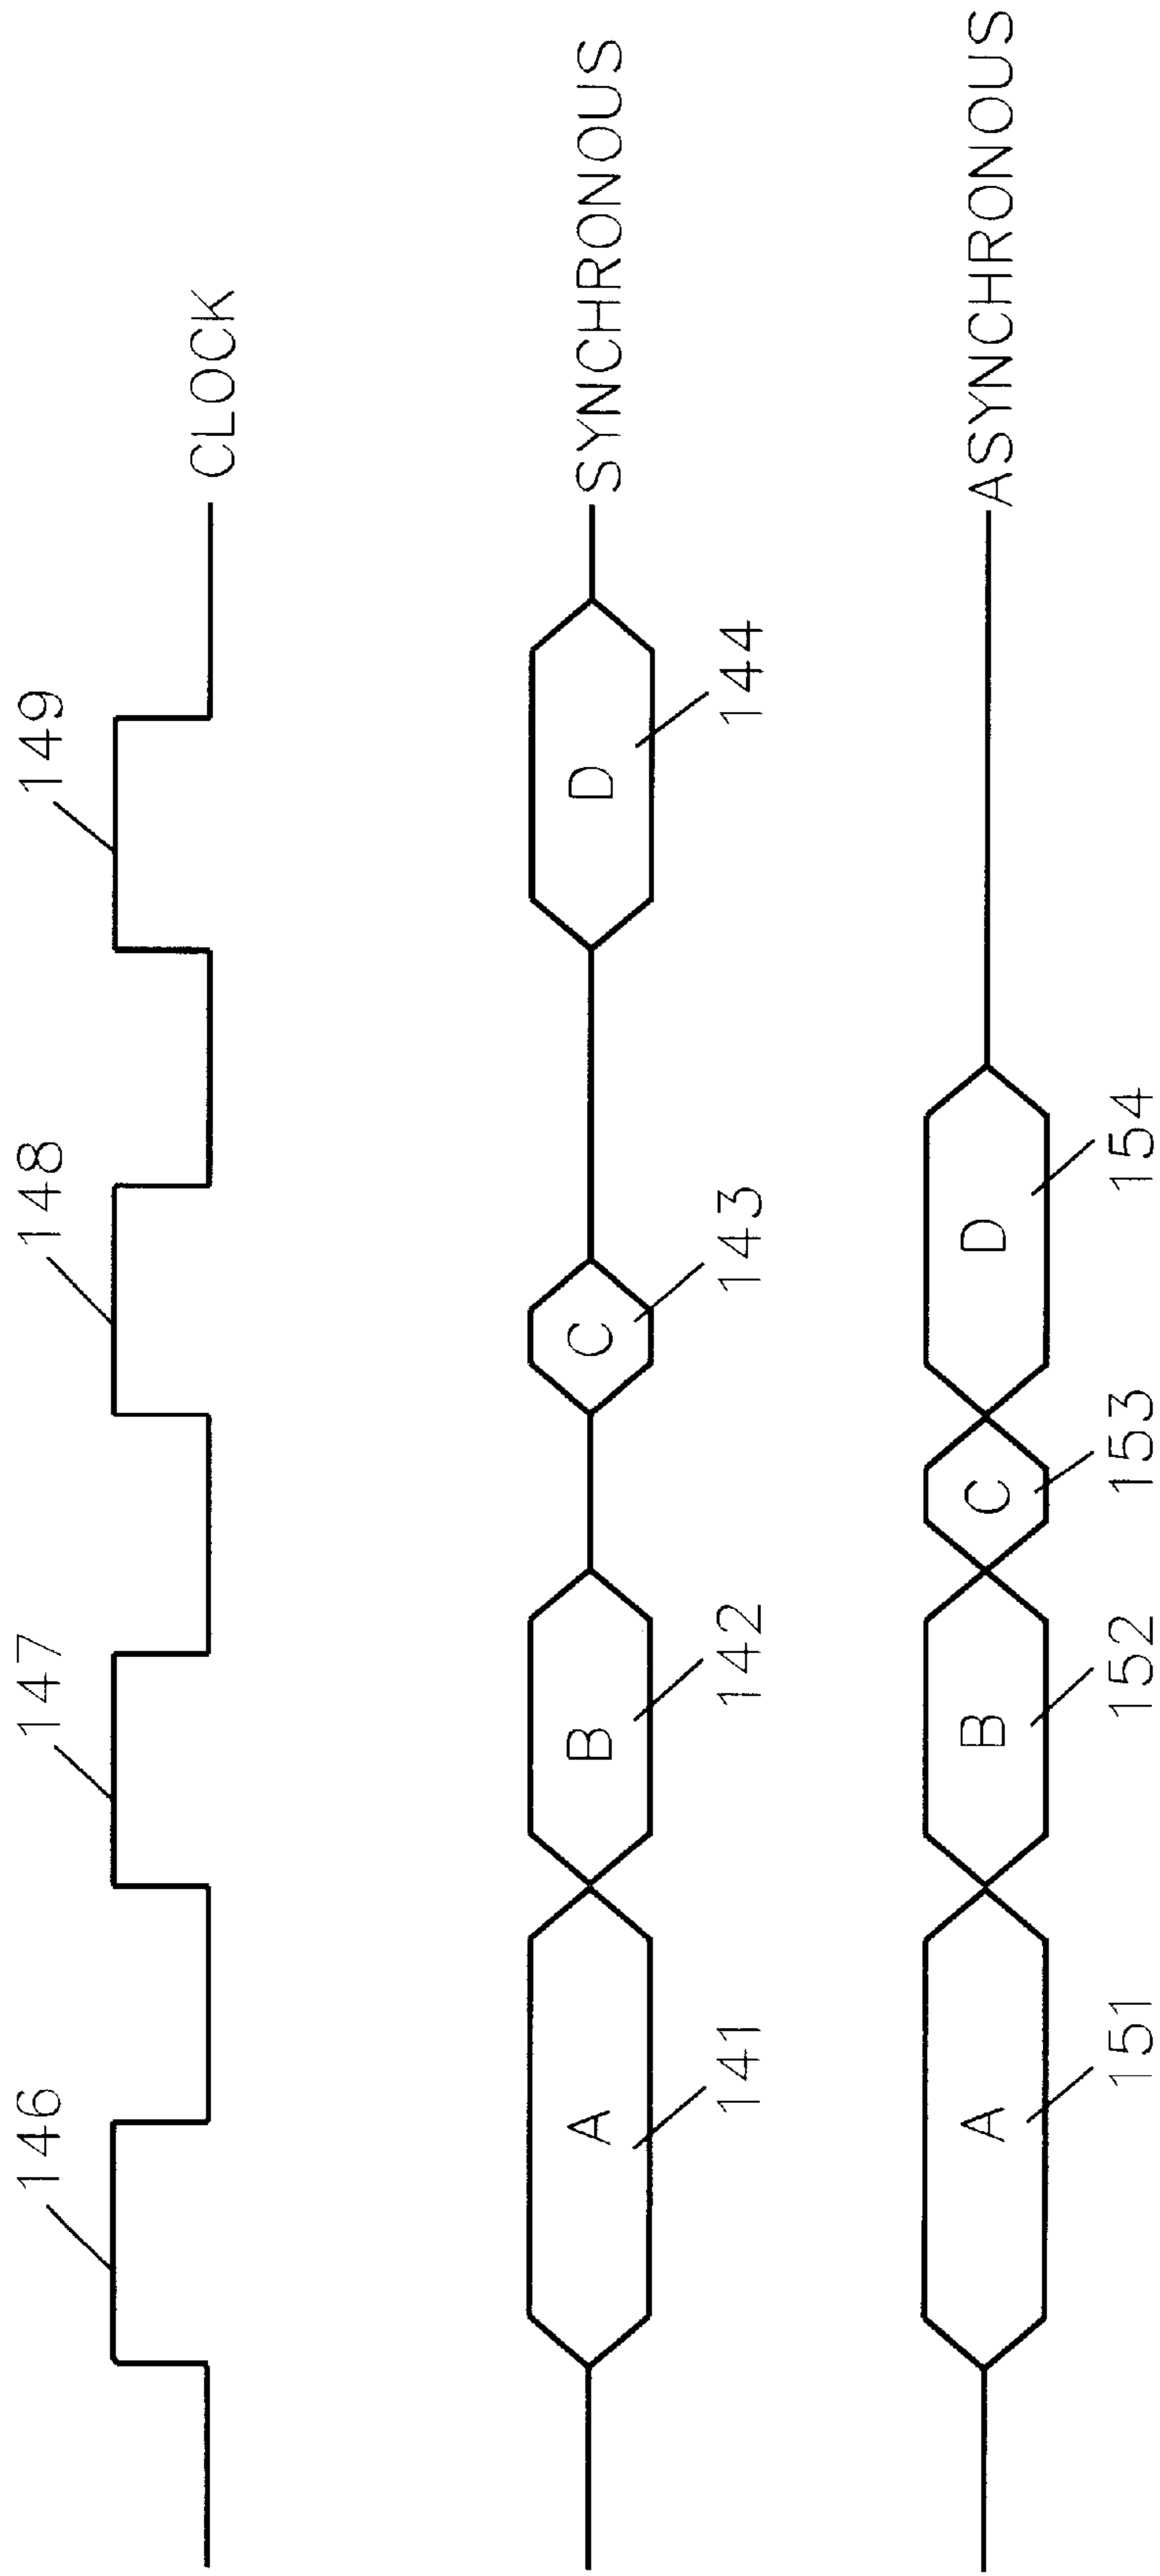 146
147
148
149
CLOCK
A
B
C
D
SYNCHRONOUS
141
142
143
144
A
B
C
D
ASYNCHRONOUS
151
152
153
154